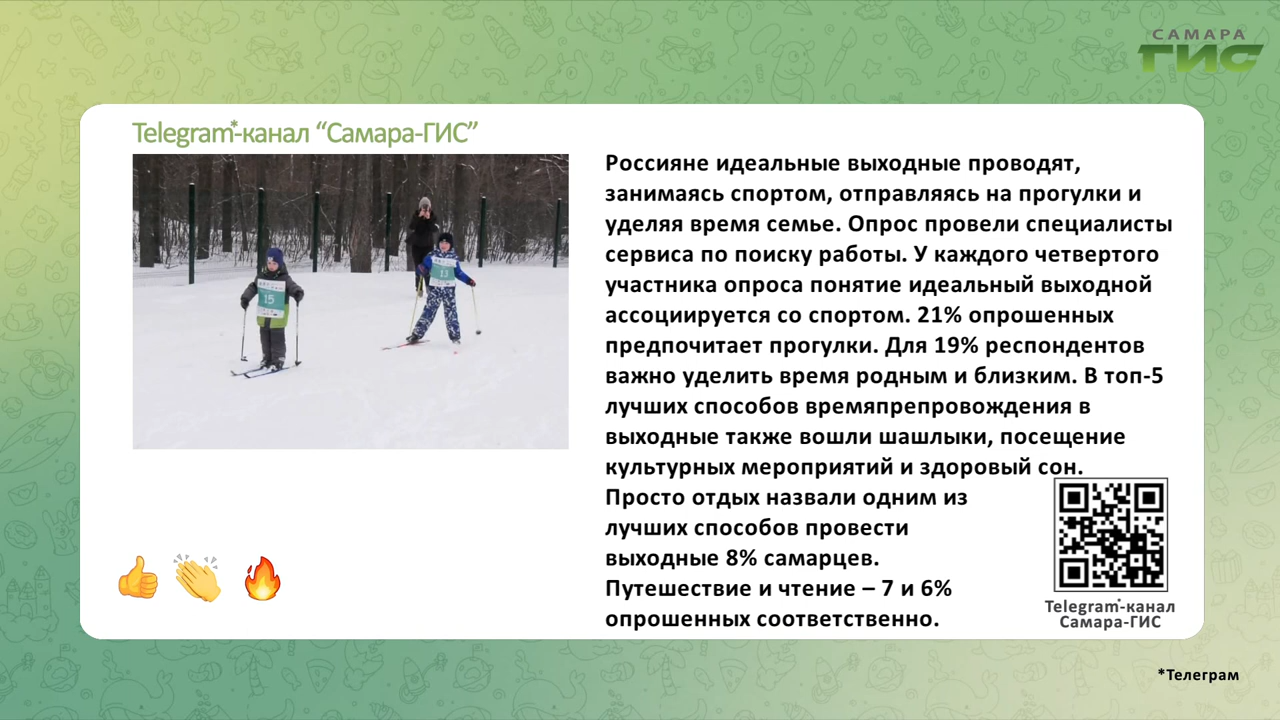 САМАРА
ГИС
Telegram*-канал “Самара-ГИС”
Россияне идеальные выходные проводят,
занимаясь спортом, отправляясь на прогулки и
уделяя время семье. Опрос провели специалисты
сервиса по поиску работы. У каждого четвертого
участника опроса понятие идеальный выходной
ассоциируется со спортом. 21% опрошенных
предпочитает прогулки. Для 19% респондентов
важно уделить время родным и близким. В топ-5
лучших способов времяпрепровождения в
выходные также вошли шашлыки, посещение
культурных мероприятий и здоровый сон.
Просто отдых назвали одним из
лучших способов провести
выходные 8% самарцев.
Путешествие и чтение – 7 и 6%
опрошенных соответственно.
15
13
Telegram*-канал
Самара-ГИС
*Телеграм